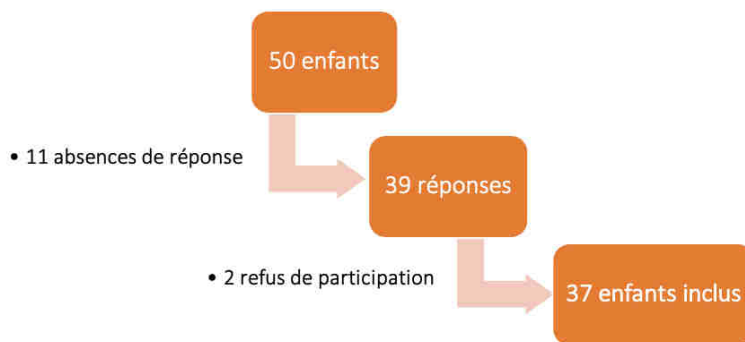 50 enfants
• 11 absences de réponse
39 réponses
• 2 refus de participation
37 enfants inclus